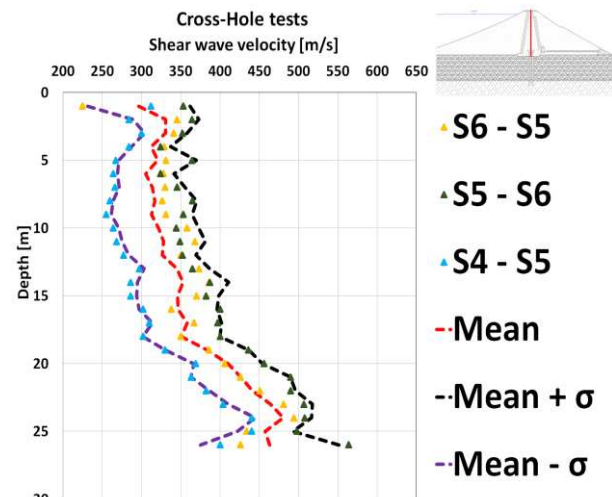 Cross-Hole tests
Shear wave velocity [m/s]
200 250 300 350 400 450 500 550 600 650
0
5
10
15
20
25
30
Depth [m]
S6 - S5
S5 - S6
S4 - S5
Mean
Mean + σ
Mean - σ